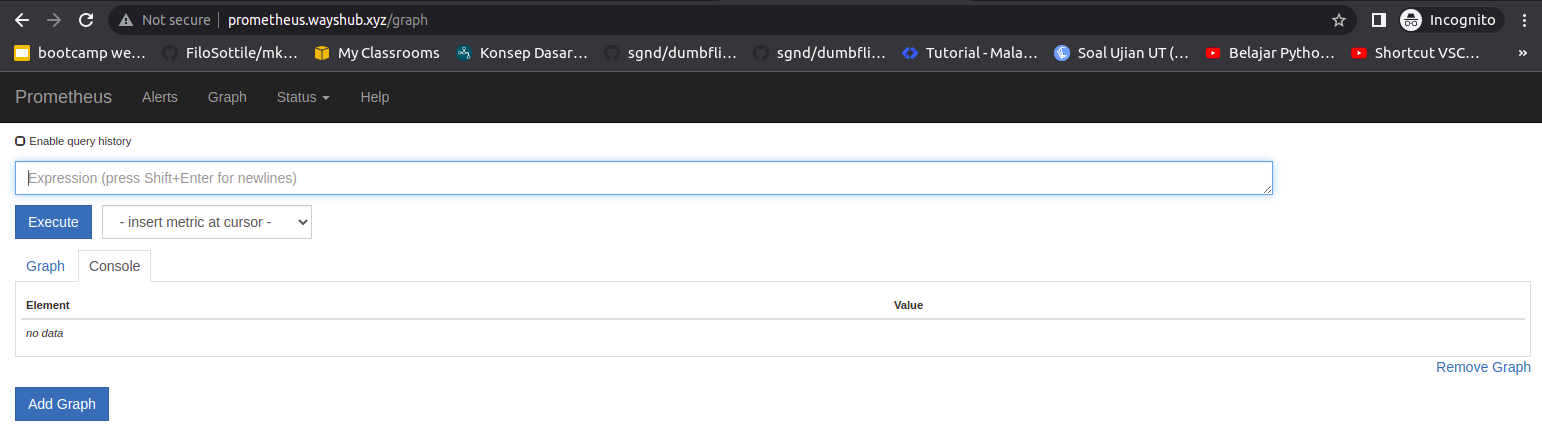 Not secure prometheus.wayshub.xyz/graph Incognito
bootcamp we... FiloSottile/mk... My Classrooms Konsep Dasar... sgnd/dumbfli... sgnd/dumbfli... Tutorial - Mala... Soal Ujian UT (... Belajar Pytho... Shortcut VSC... »
Prometheus Alerts Graph Status Help
Enable query history
Expression (press Shift+Enter for newlines)
Execute - insert metric at cursor -
Graph Console
Element Value
no data
Remove Graph
Add Graph